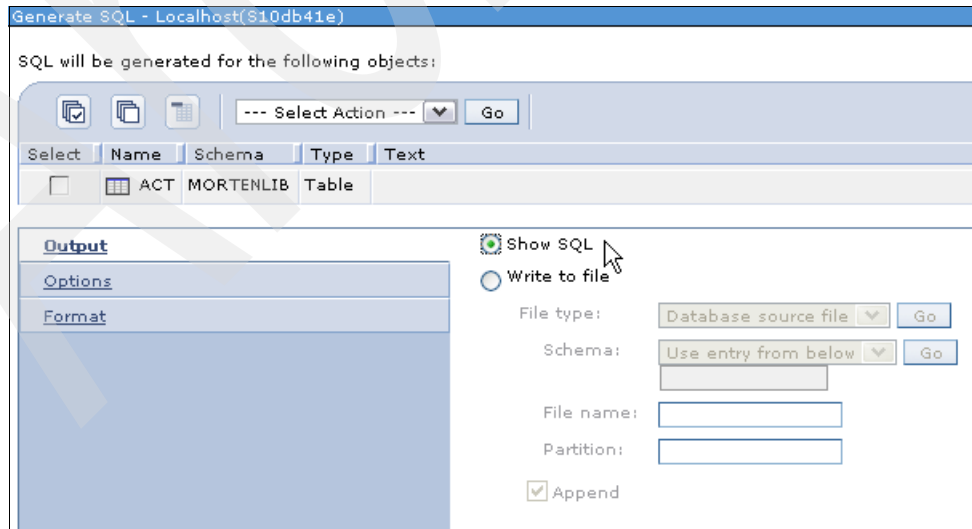 Generate SQL - Localhost(S10db41e)
SQL will be generated for the following objects:
--- Select Action --- Go
Select Name Schema Type Text
ACT MORTENLIB Table
Output
Options
Format
Show SQL
Write to file
File type: Database source file Go
Schema: Use entry from below Go
File name:
Partition:
Append